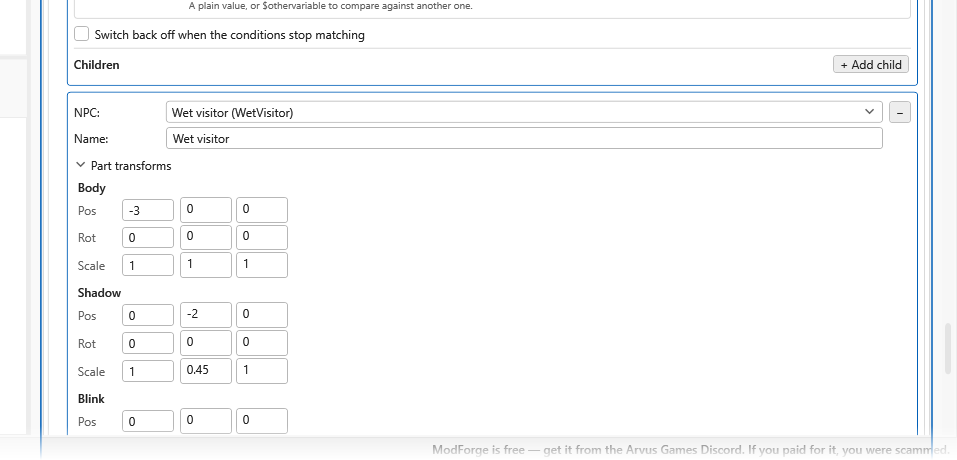 A plain value, or $othervariable to compare against another one.
Switch back off when the conditions stop matching
Children + Add child
NPC: Wet visitor (WetVisitor) −
Name: Wet visitor
Part transforms
Body
Pos -3 0 0
Rot 0 0 0
Scale 1 1 1
Shadow
Pos 0 -2 0
Rot 0 0 0
Scale 1 0.45 1
Blink
Pos 0 0 0
ModForge is free — get it from the Arvus Games Discord. If you paid for it, you were scammed.